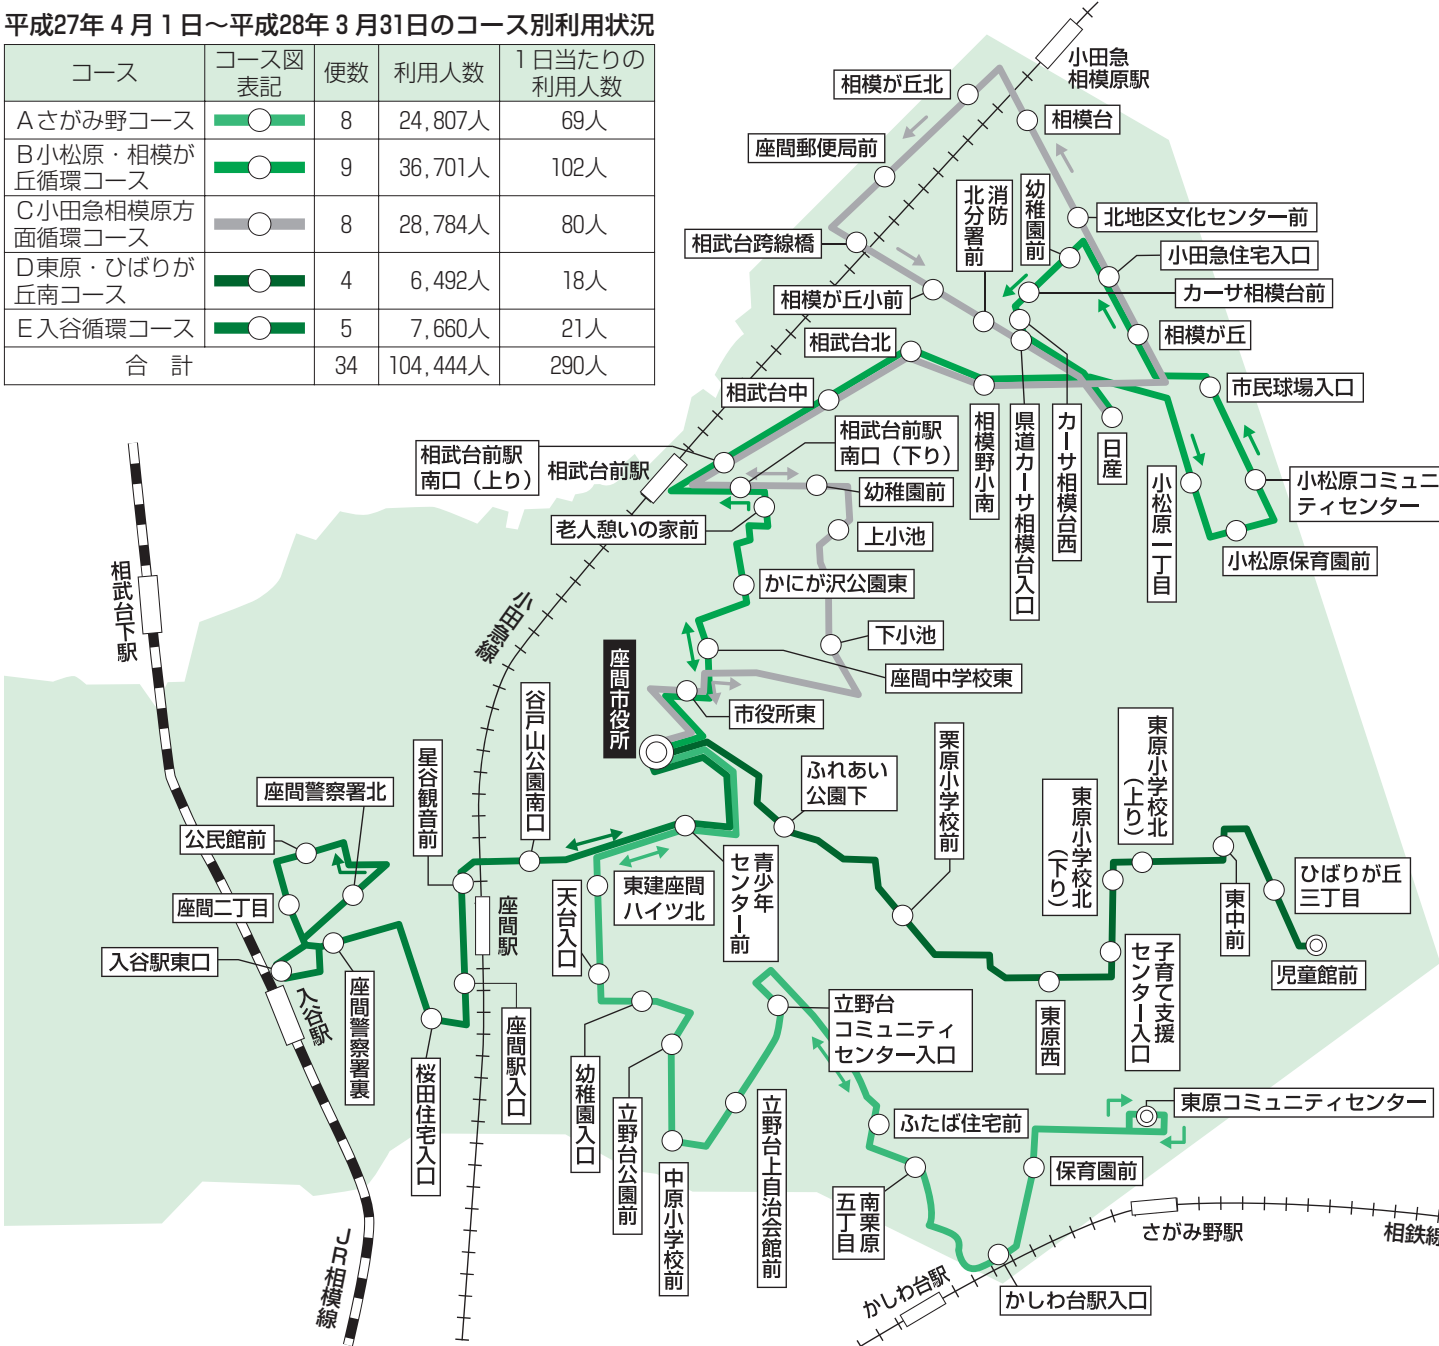 平成27年4月1日～平成28年3月31日のコース別利用状況
コース
コース図
表記
便数
利用人数
1日当たりの
利用人数
Aさがみ野コース
8
24,807人
69人
B小松原・相模が
丘循環コース
9
36,701人
102人
C小田急相模原方
面循環コース
8
28,784人
80人
D東原・ひばりが
丘南コース
4
6,492人
18人
E入谷循環コース
5
7,660人
21人
合 計
34
104,444人
290人
小田急
相模原駅
相模が丘北
相模台
座間郵便局前
消防
北分署前
幼稚園前
北地区文化センター前
相武台跨線橋
小田急住宅入口
相模が丘小前
カーサ相模台前
相武台北
相模が丘
相武台中
市民球場入口
相武台前駅
南口（上り）
相武台前駅
相武台前駅
南口（下り）
幼稚園前
相模野小南
県道カーサ相模台入口
カーサ相模台西
日産
小松原一丁目
小松原コミュニ
ティセンター
小松原保育園前
老人憩いの家前
上小池
相武台下駅
小田急線
かにが沢公園東
下小池
座間市役所
座間中学校東
市役所東
谷戸山公園南口
星谷観音前
座間警察署北
公民館前
座間二丁目
入谷駅東口
入谷駅
座間警察署裏
桜田住宅入口
座間駅
座間駅入口
JR相模線
ふれあい
公園下
栗原小学校前
東原小学校北
（上り）
東原小学校北
（下り）
ひばりが丘
三丁目
東中前
児童館前
子育て支援
センター入口
東原西
天台入口
東建座間
ハイツ北
青少年
センター前
幼稚園入口
立野台公園前
中原小学校前
立野台上自治会館前
立野台
コミュニティ
センター入口
ふたば住宅前
南栗原
五丁目
保育園前
東原コミュニティセンター
かしわ台駅
かしわ台駅入口
さがみ野駅
相鉄線